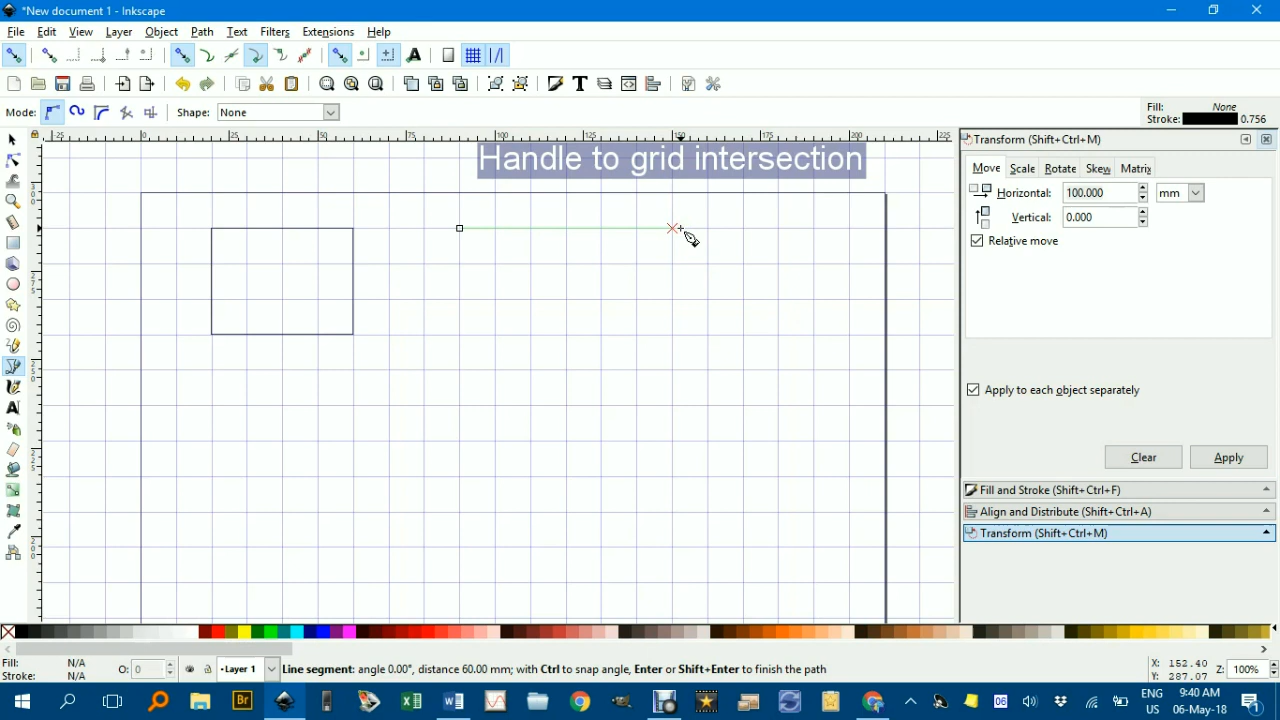 *New document 1 - Inkscape
File Edit View Layer Object Path Text Filters Extensions Help
Mode: Shape: None
Fill: None
Stroke: 0.756
Handle to grid intersection
Transform (Shift+Ctrl+M)
Move Scale Rotate Skew Matrix
Horizontal: 100.000 mm
Vertical: 0.000
Relative move
Apply to each object separately
Clear Apply
Fill and Stroke (Shift+Ctrl+F)
Align and Distribute (Shift+Ctrl+A)
Transform (Shift+Ctrl+M)
Fill: N/A
Stroke: N/A
O: 0
Layer 1
Line segment: angle 0.00°, distance 60.00 mm; with Ctrl to snap angle, Enter or Shift+Enter to finish the path
X: 152.40
Y: 287.07
Z: 100%
Br
06
ENG
US
9:40 AM
06-May-18